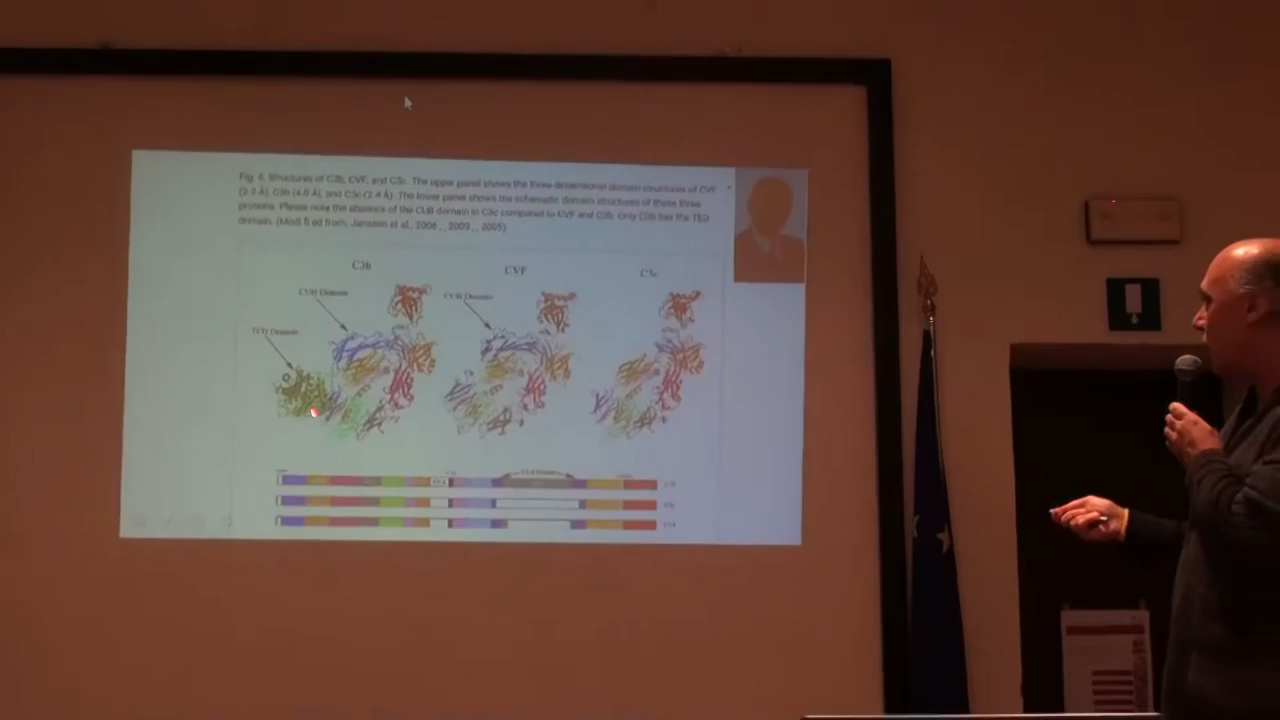 Fig. 4. Structures of C3b, CVF, and C3c. The upper panel shows the three-dimensional domain structures of CVF
C3b (4.0 Å), and C3c (2.4 Å). The lower panel shows the schematic domain structures of these three
proteins. Please note the absence of the CUB domain in C3c compared to CVF and C3b. Only C3b has the TED
domain. (Modi fi ed from, Janssen et al., 2006 , , 2009 , , 2005).
C3b CVF C3c
CUB Domain CUB Domain
TED Domain